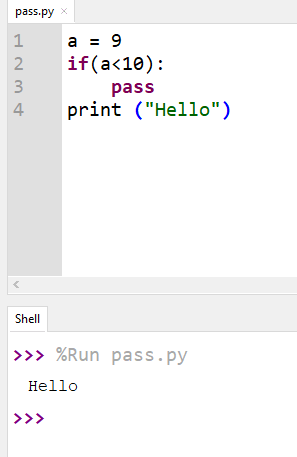 pass.py ×
1 a = 9
2 if(a<10):
3     pass
4 print ("Hello")
<
Shell
>>> %Run pass.py
Hello
>>>